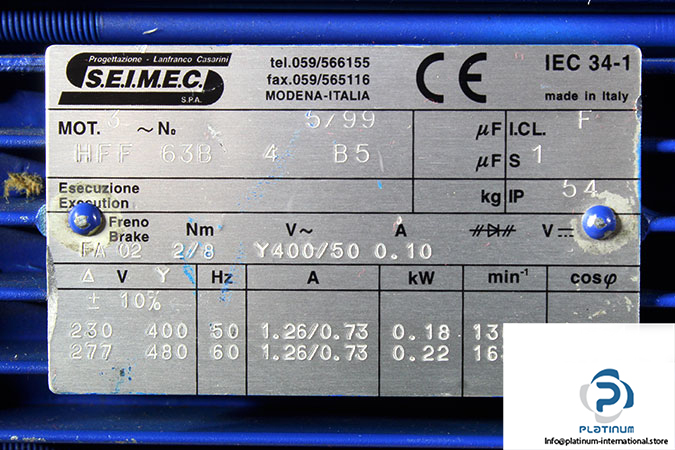 Progettazione - Lanfranco Casarini
S.E.I.M.E.C.
S.P.A.
tel.059/566155
fax.059/565116
MODENA-ITALIA
CE
IEC 34-1
made in Italy
MOT. 3 ~ No 5/99 µF I.CL. F
HFF 63B 4 B5 µF S 1
Esecuzione
Execution kg IP 54
Freno
Brake Nm V~ A V
FA 02 2/8 Y400/50 0.10
Δ V Y Hz A kW min-1 cosφ
± 10%
230 400 50 1.26/0.73 0.18
277 480 60 1.26/0.73 0.22
PLATINUM
Info@platinum-international.store